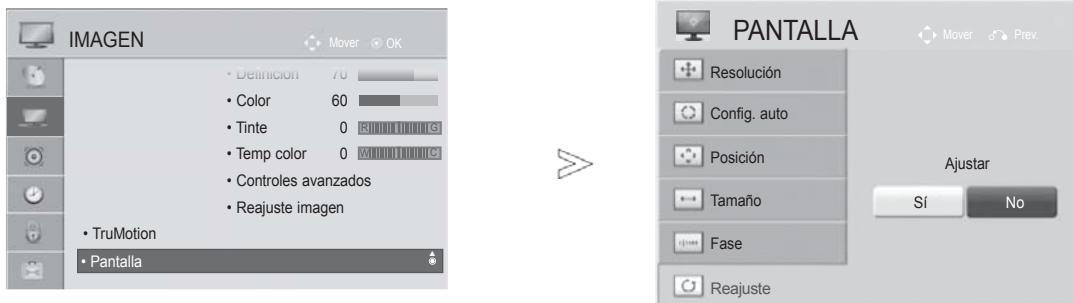 IMAGEN
Mover OK
• Definición 70
• Color 60
• Tinte 0 R G
• Temp color 0 W C
• Controles avanzados
• Reajuste imagen
• TruMotion
• Pantalla
PANTALLA
Mover Prev.
Resolución
Config. auto
Posición
Tamaño
Fase
Reajuste
Ajustar
Sí No